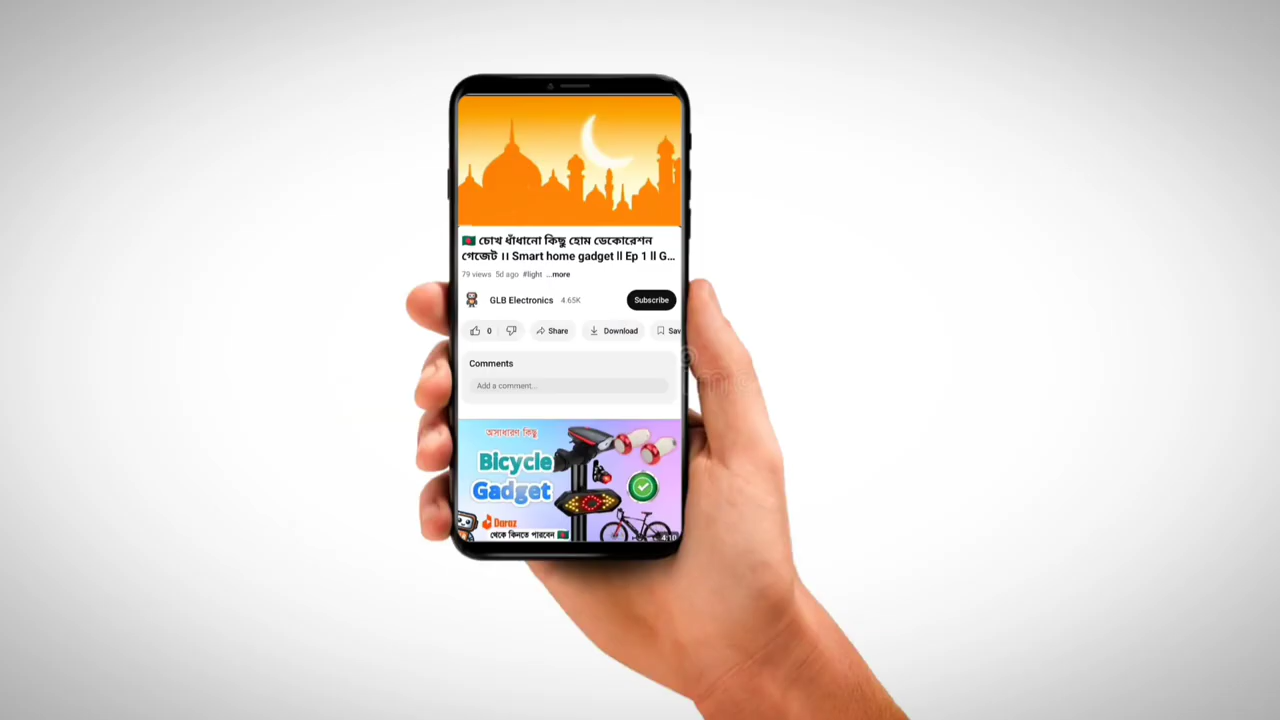 🇧🇩 চোখ ধাঁধানো কিছু হোম ডেকোরেশন
গেজেট ।। Smart home gadget ll Ep 1 ll G...
79 views 5d ago #light ...more
GLB Electronics 4.65K Subscribe
0 Share Download Sav
Comments
Add a comment...
অসাধারণ কিছু
Bicycle
Gadget
Daraz
থেকে কিনতে পারবেন 🇧🇩
4:10